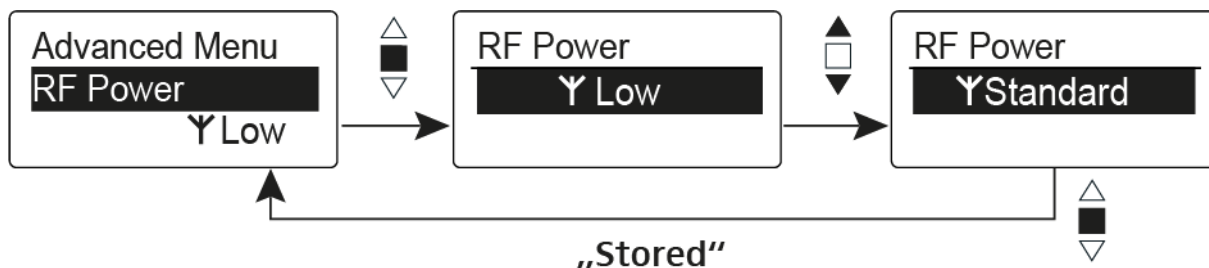 Advanced Menu
RF Power
Low
RF Power
Low
RF Power
Standard
„Stored“